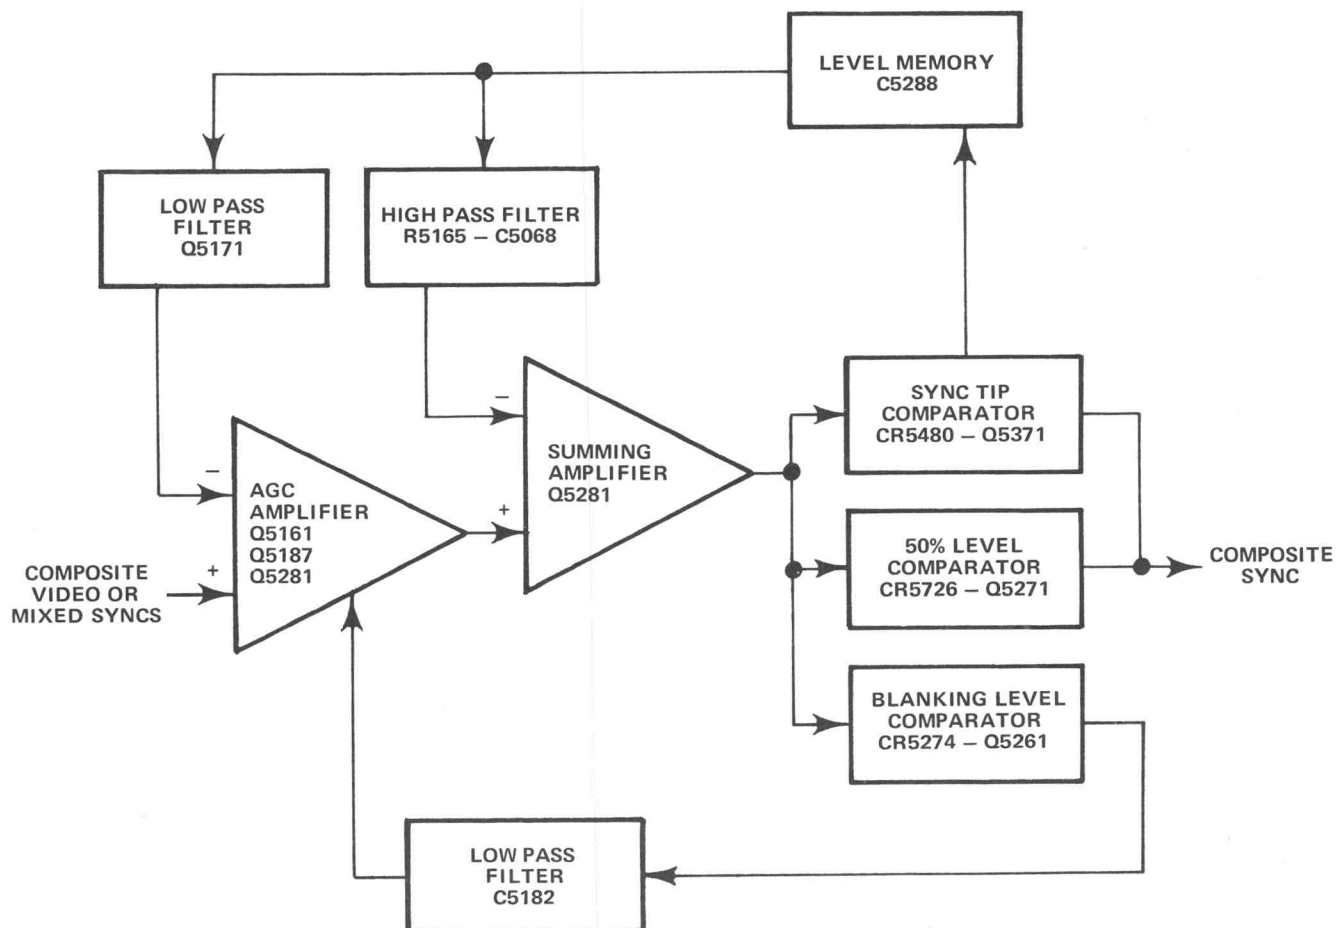 LEVEL MEMORY
C5288
LOW PASS
FILTER
Q5171
HIGH PASS FILTER
R5165 – C5068
–
AGC
AMPLIFIER
Q5161
Q5187
Q5281
+
COMPOSITE
VIDEO OR
MIXED SYNCS
–
SUMMING
AMPLIFIER
Q5281
+
SYNC TIP
COMPARATOR
CR5480 – Q5371
50% LEVEL
COMPARATOR
CR5726 – Q5271
COMPOSITE
SYNC
BLANKING LEVEL
COMPARATOR
CR5274 – Q5261
LOW PASS
FILTER
C5182